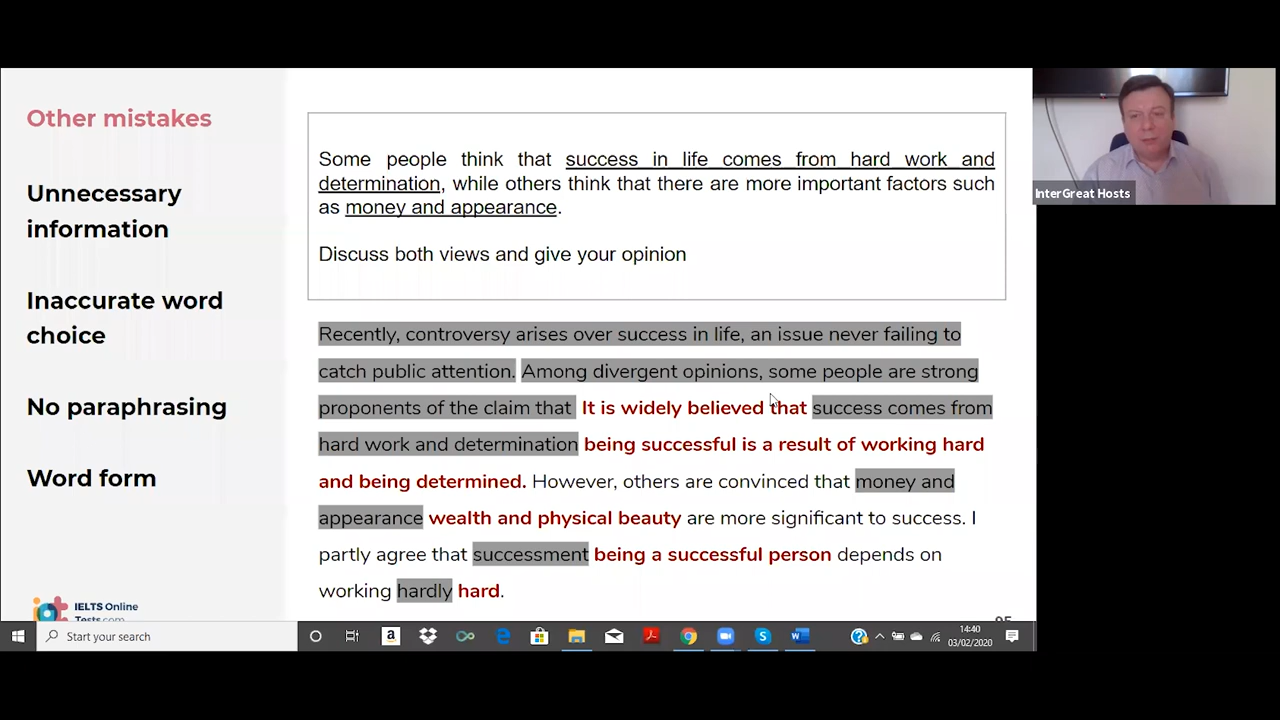 Other mistakes
Unnecessary
information
Inaccurate word
choice
No paraphrasing
Word form
IELTS Online
Some people think that success in life comes from hard work and
determination, while others think that there are more important factors such
as money and appearance.
Discuss both views and give your opinion
Recently, controversy arises over success in life, an issue never failing to
catch public attention. Among divergent opinions, some people are strong
proponents of the claim that It is widely believed that success comes from
hard work and determination being successful is a result of working hard
and being determined. However, others are convinced that money and
appearance wealth and physical beauty are more significant to success. I
partly agree that successment being a successful person depends on
working hardly hard.
InterGreat Hosts
Start your search
14:40
03/02/2020